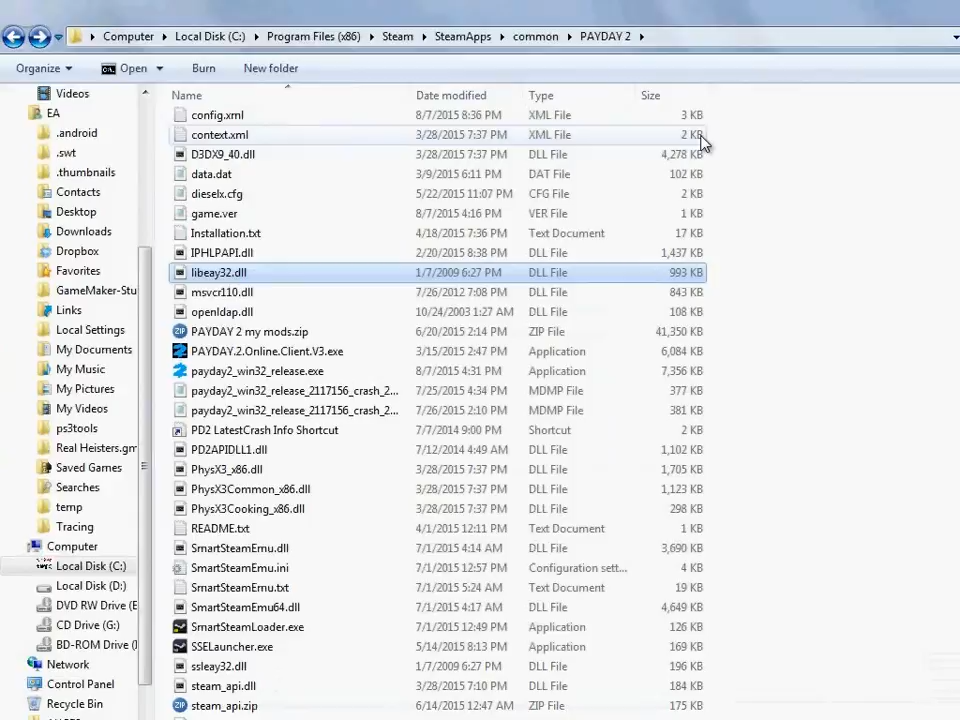 Computer Local Disk (C:) Program Files (x86) Steam SteamApps common PAYDAY 2
Organize Open Burn New folder
Name Date modified Type Size
Videos
EA
.android
.swt
.thumbnails
Contacts
Desktop
Downloads
Dropbox
Favorites
GameMaker-Stu
Links
Local Settings
My Documents
My Music
My Pictures
My Videos
ps3tools
Real Heisters.gm
Saved Games
Searches
temp
Tracing
Computer
Local Disk (C:)
Local Disk (D:)
DVD RW Drive (E
CD Drive (G:)
BD-ROM Drive (
Network
Control Panel
Recycle Bin
config.xml 8/7/2015 8:36 PM XML File 3 KB
context.xml 3/28/2015 7:37 PM XML File 2 KB
D3DX9_40.dll 3/28/2015 7:37 PM DLL File 4,278 KB
data.dat 3/9/2015 6:11 PM DAT File 102 KB
dieselx.cfg 5/22/2015 11:07 PM CFG File 2 KB
game.ver 8/7/2015 4:16 PM VER File 1 KB
Installation.txt 4/18/2015 7:36 PM Text Document 17 KB
IPHLPAPI.dll 2/20/2015 8:38 PM DLL File 1,437 KB
libeay32.dll 1/7/2009 6:27 PM DLL File 993 KB
msvcr110.dll 7/26/2012 7:08 PM DLL File 843 KB
openldap.dll 10/24/2003 1:27 AM DLL File 108 KB
PAYDAY 2 my mods.zip 6/20/2015 2:14 PM ZIP File 41,350 KB
PAYDAY.2.Online.Client.V3.exe 3/15/2015 2:47 PM Application 6,084 KB
payday2_win32_release.exe 8/7/2015 4:31 PM Application 7,356 KB
payday2_win32_release_2117156_crash_2... 7/25/2015 4:34 PM MDMP File 377 KB
payday2_win32_release_2117156_crash_2... 7/26/2015 2:10 PM MDMP File 381 KB
PD2 LatestCrash Info Shortcut 7/7/2014 9:00 PM Shortcut 2 KB
PD2APIDLL1.dll 7/12/2014 4:49 AM DLL File 1,102 KB
PhysX3_x86.dll 3/28/2015 7:37 PM DLL File 1,705 KB
PhysX3Common_x86.dll 3/28/2015 7:37 PM DLL File 1,123 KB
PhysX3Cooking_x86.dll 3/28/2015 7:37 PM DLL File 298 KB
README.txt 4/1/2015 12:11 PM Text Document 1 KB
SmartSteamEmu.dll 7/1/2015 4:14 AM DLL File 3,690 KB
SmartSteamEmu.ini 7/1/2015 12:57 PM Configuration sett... 4 KB
SmartSteamEmu.txt 7/1/2015 5:24 AM Text Document 19 KB
SmartSteamEmu64.dll 7/1/2015 4:17 AM DLL File 4,649 KB
SmartSteamLoader.exe 7/1/2015 12:49 PM Application 126 KB
SSELauncher.exe 5/14/2015 8:13 PM Application 169 KB
ssleay32.dll 1/7/2009 6:27 PM DLL File 196 KB
steam_api.dll 3/28/2015 7:10 PM DLL File 184 KB
steam_api.zip 6/14/2015 12:47 AM ZIP File 175 KB